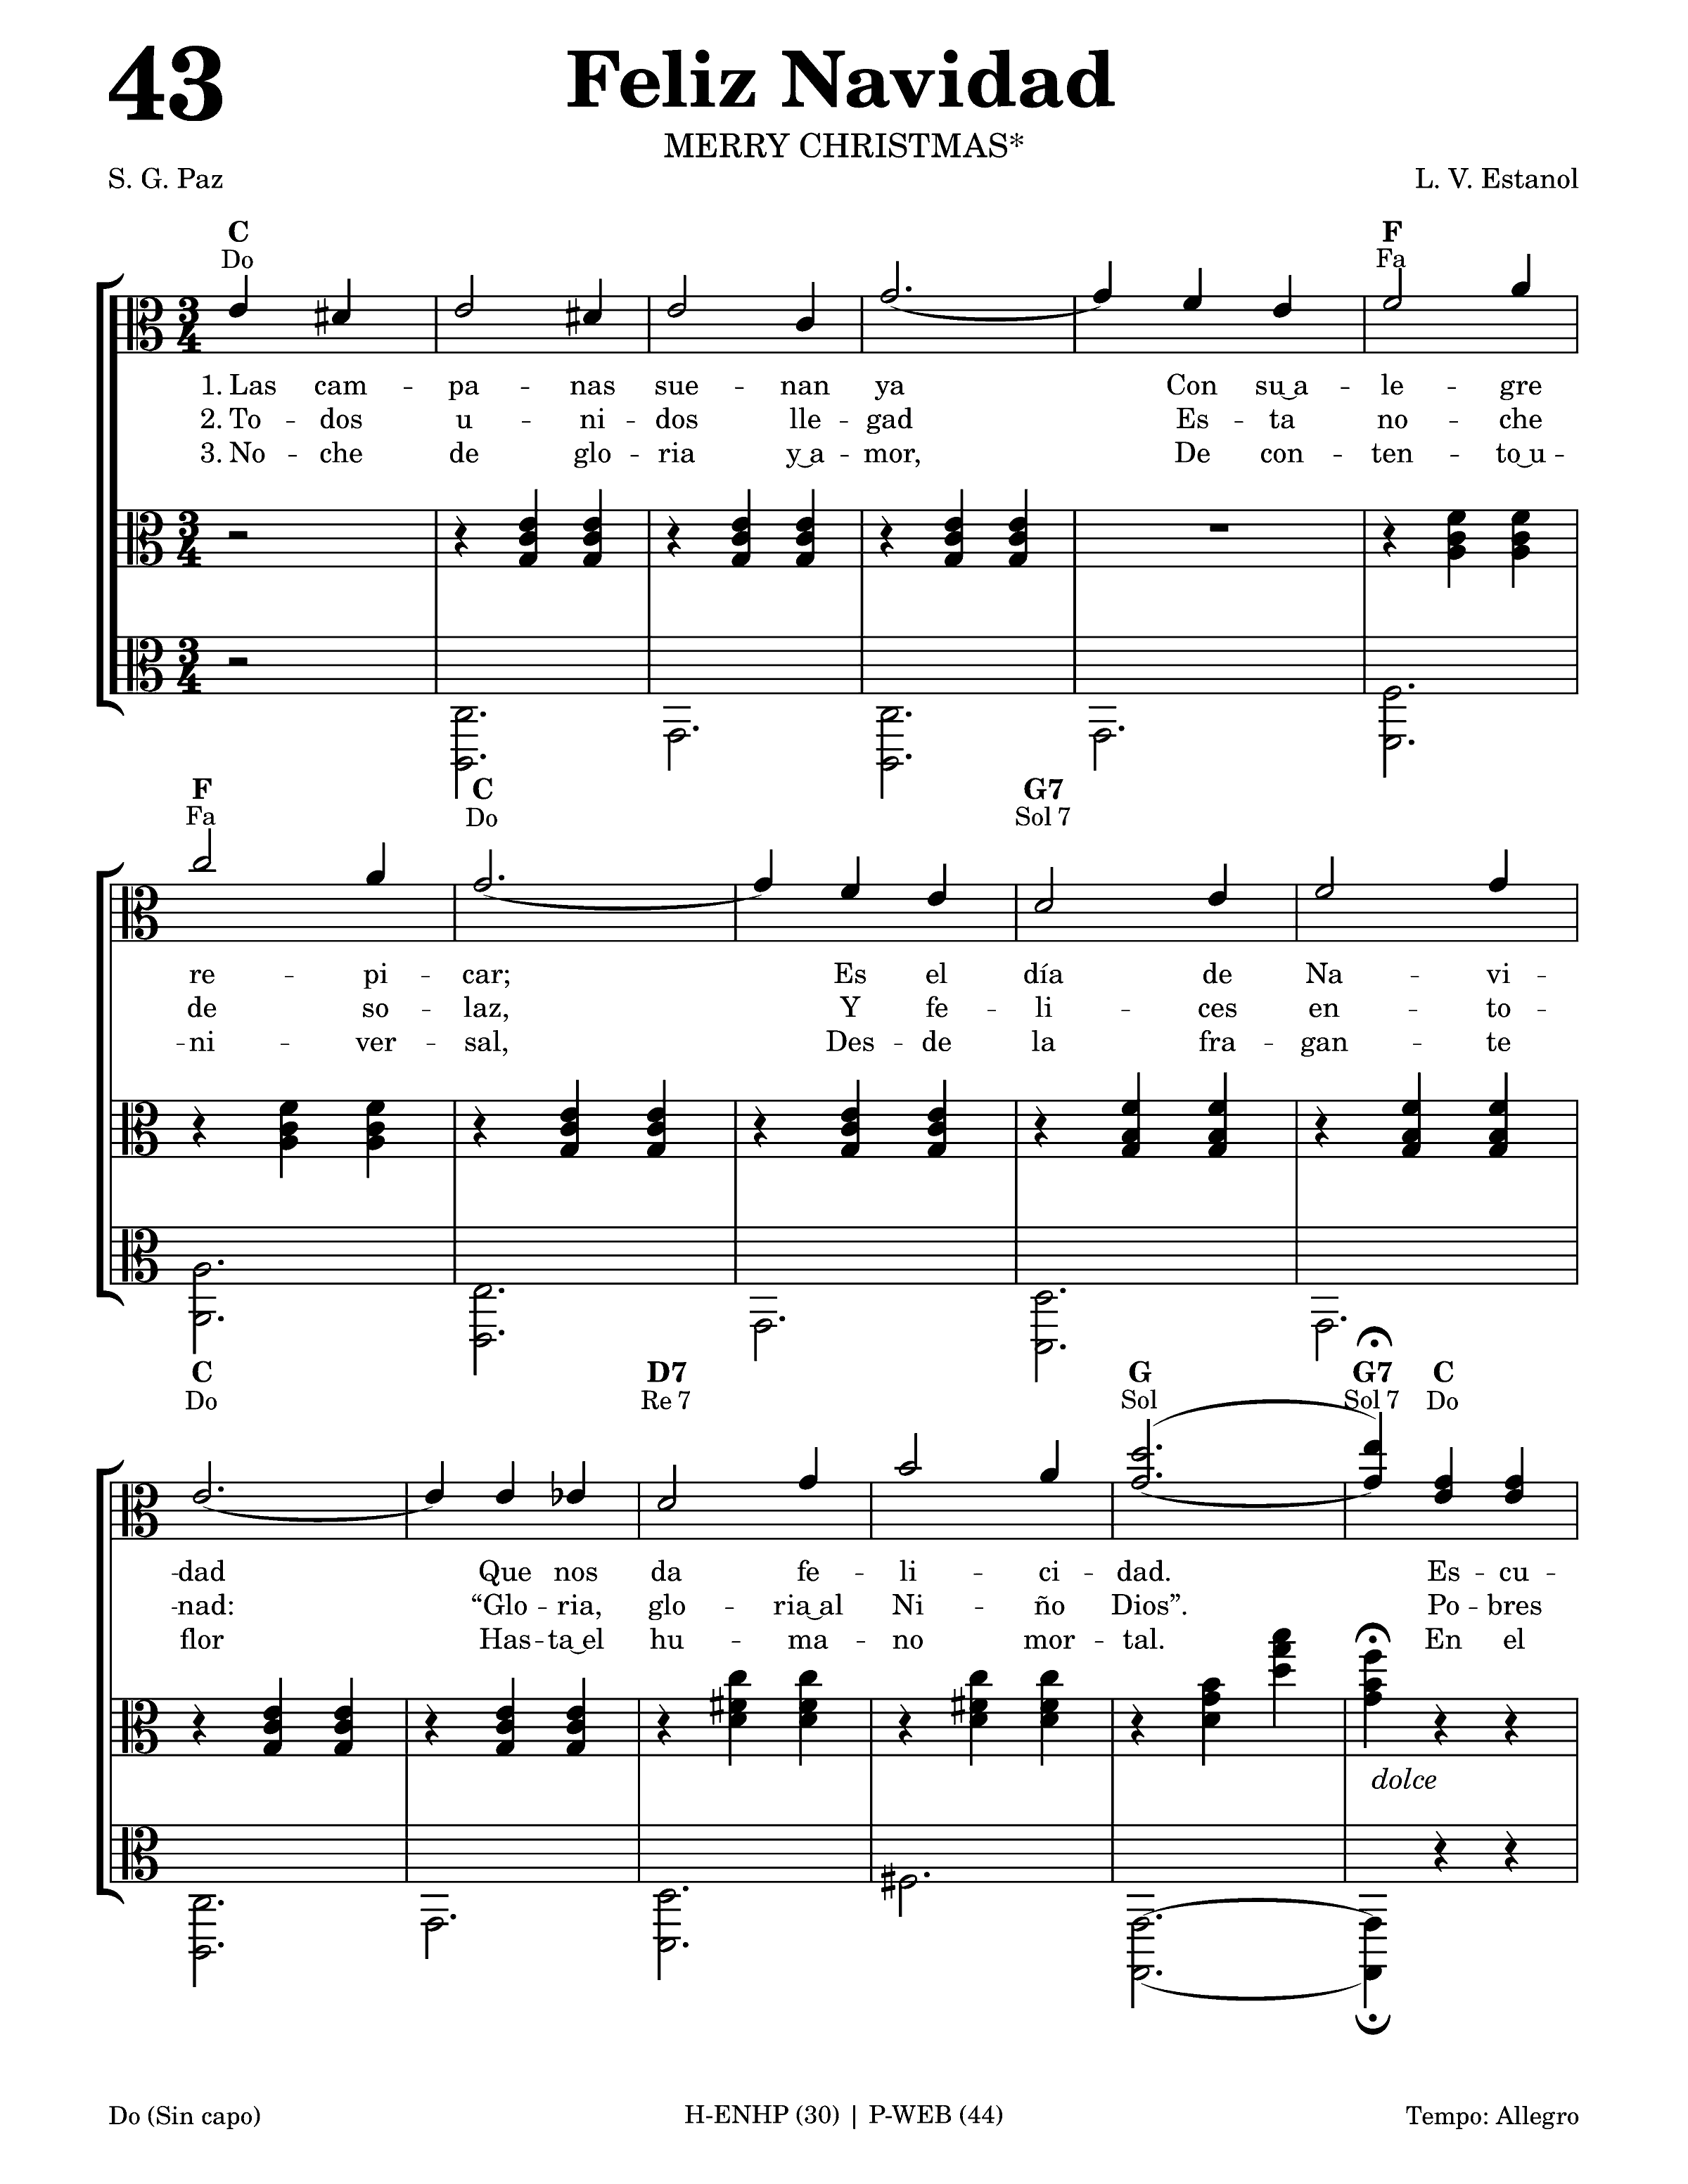 43
Feliz Navidad
MERRY CHRISTMAS*
S. G. Paz L. V. Estanol
C F
Do Fa
1. Las cam - pa - nas sue - nan ya Con su‿a - le - gre
2. To - dos u - ni - dos lle - gad Es - ta no - che
3. No - che de glo - ria y‿a - mor, De con - ten - to‿u -
F C G7
Fa Do Sol 7
re - pi - car; Es el día de Na - vi -
de so - laz, Y fe - li - ces en - to -
- ni - ver - sal, Des - de la fra - gan - te
C D7 G G7 C
Do Re 7 Sol Sol 7 Do
- dad Que nos da fe - li - ci - dad. Es - cu -
- nad: “Glo - ria, glo - ria‿al Ni - ño Dios”. Po - bres
flor Has - ta‿el hu - ma - no mor - tal. En el
dolce
Do (Sin capo) H-ENHP (30) | P-WEB (44) Tempo: Allegro